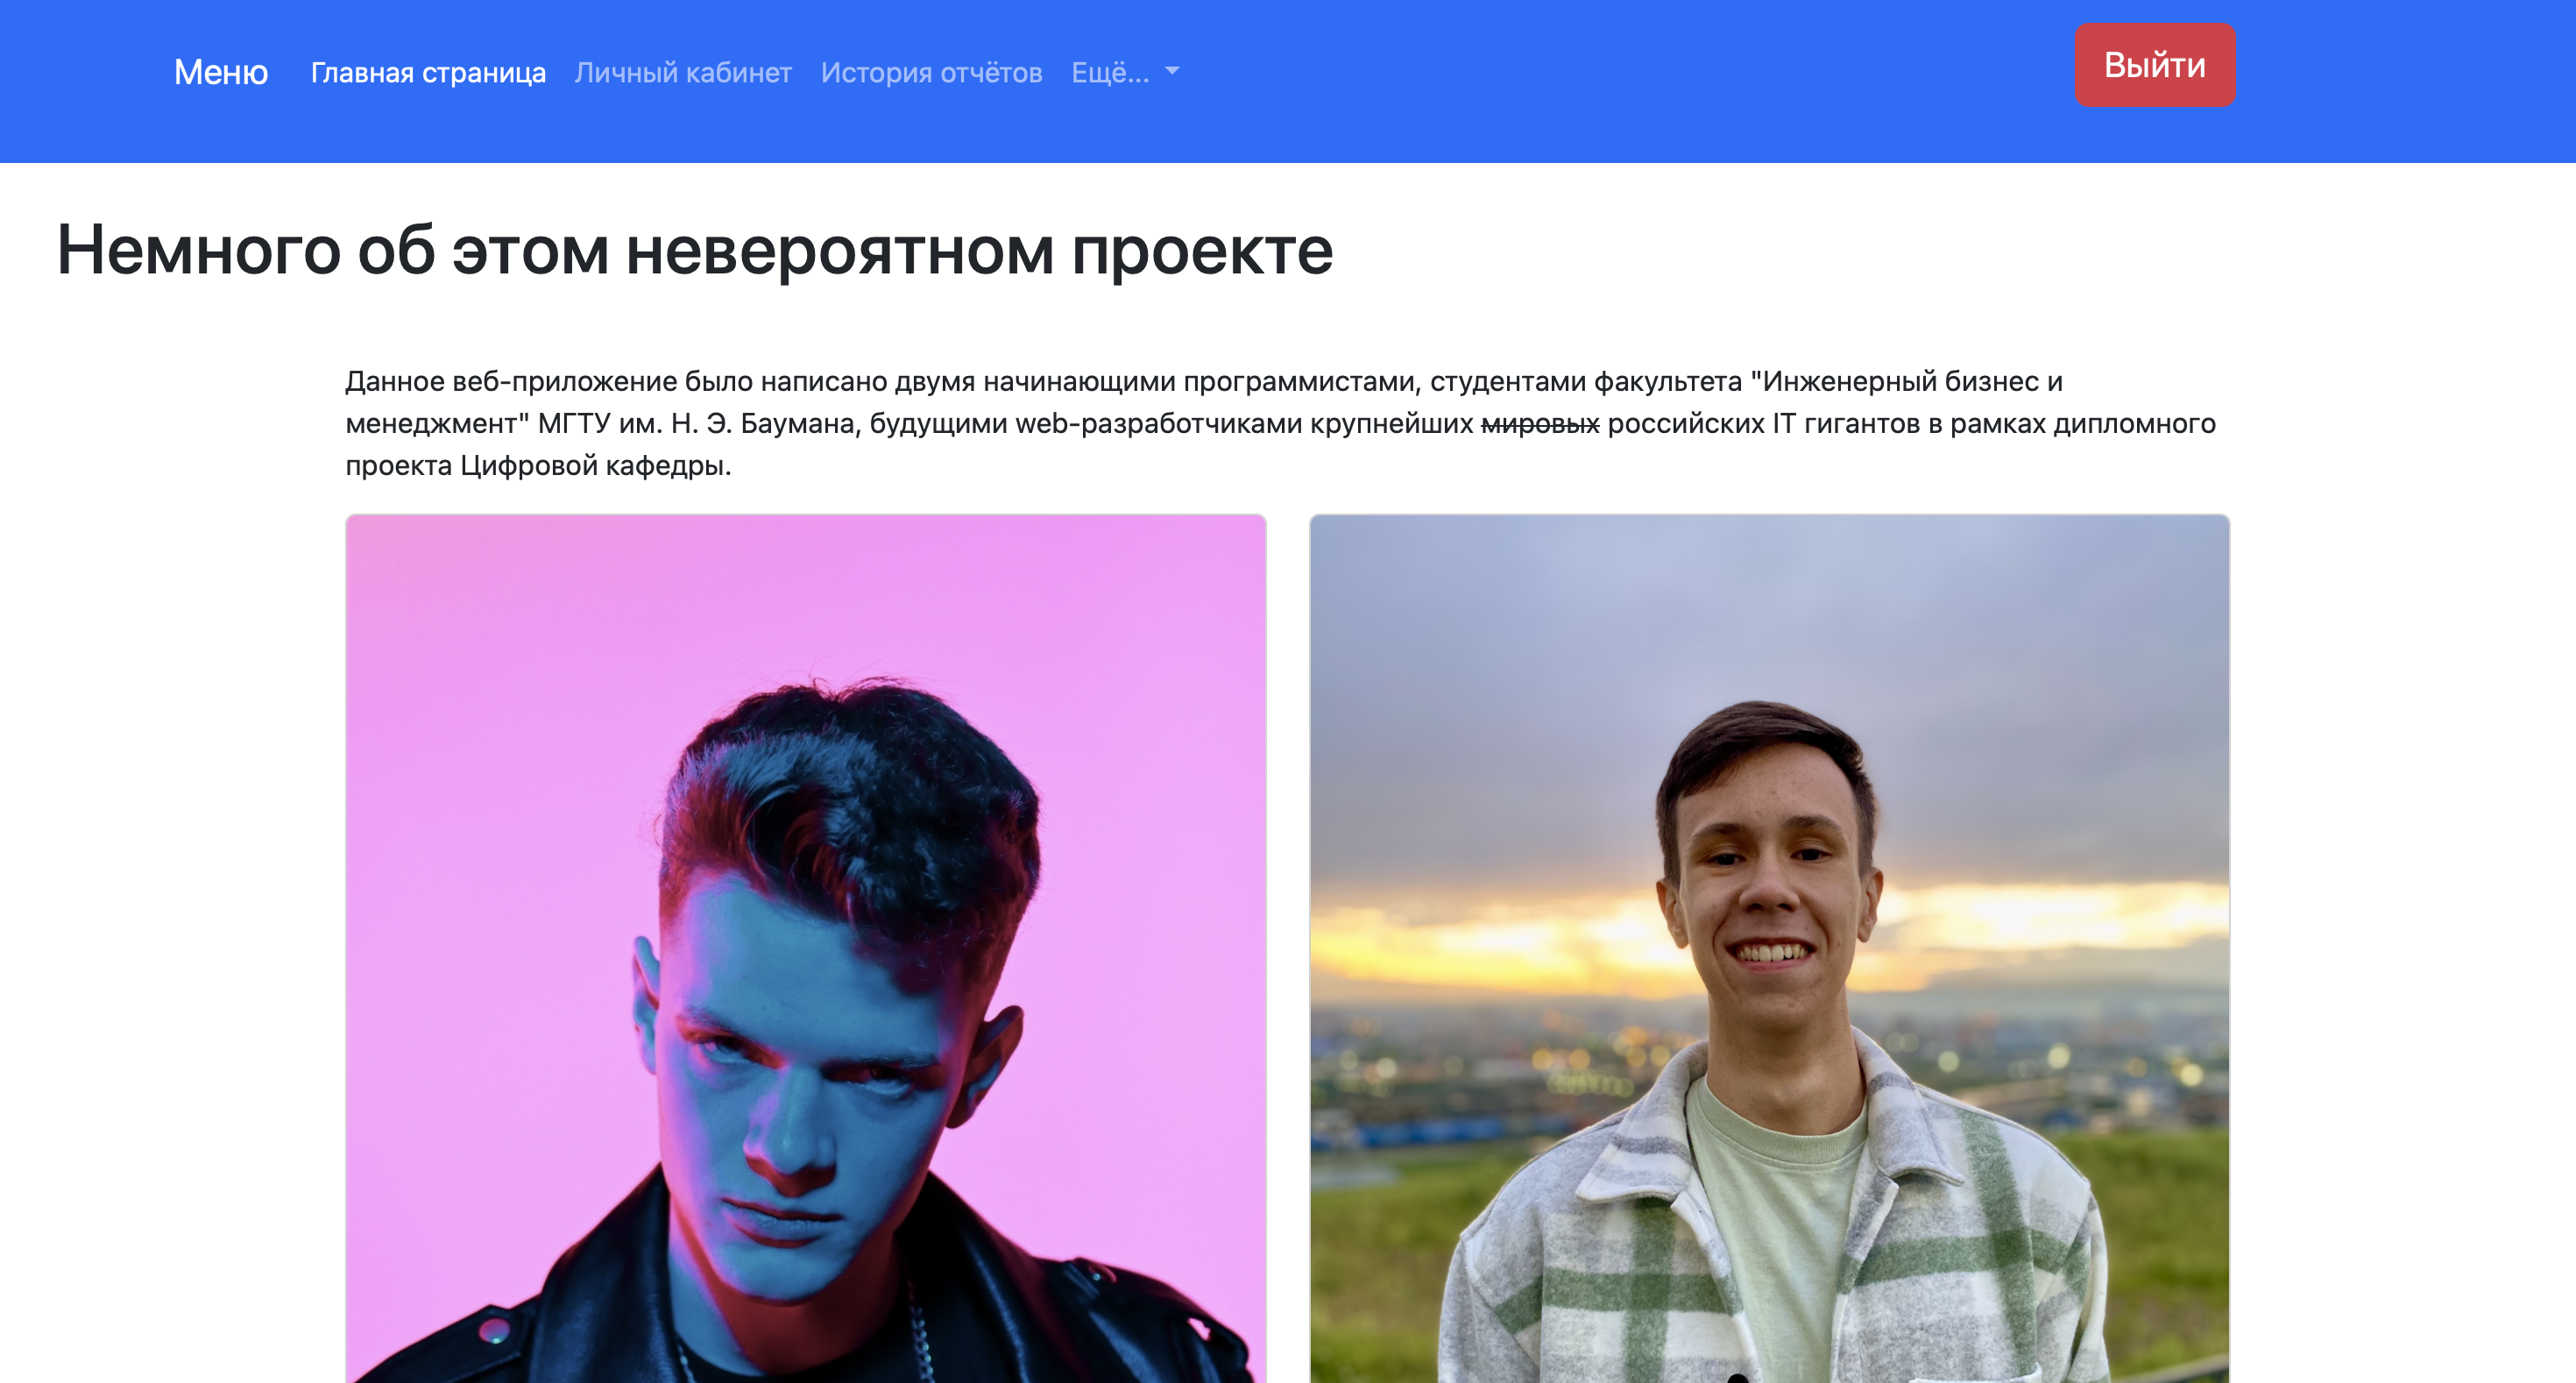 Меню Главная страница Личный кабинет История отчётов Ещё... Выйти
Немного об этом невероятном проекте
Данное веб-приложение было написано двумя начинающими программистами, студентами факультета "Инженерный бизнес и
менеджмент" МГТУ им. Н. Э. Баумана, будущими web-разработчиками крупнейших мировых российских IT гигантов в рамках дипломного
проекта Цифровой кафедры.